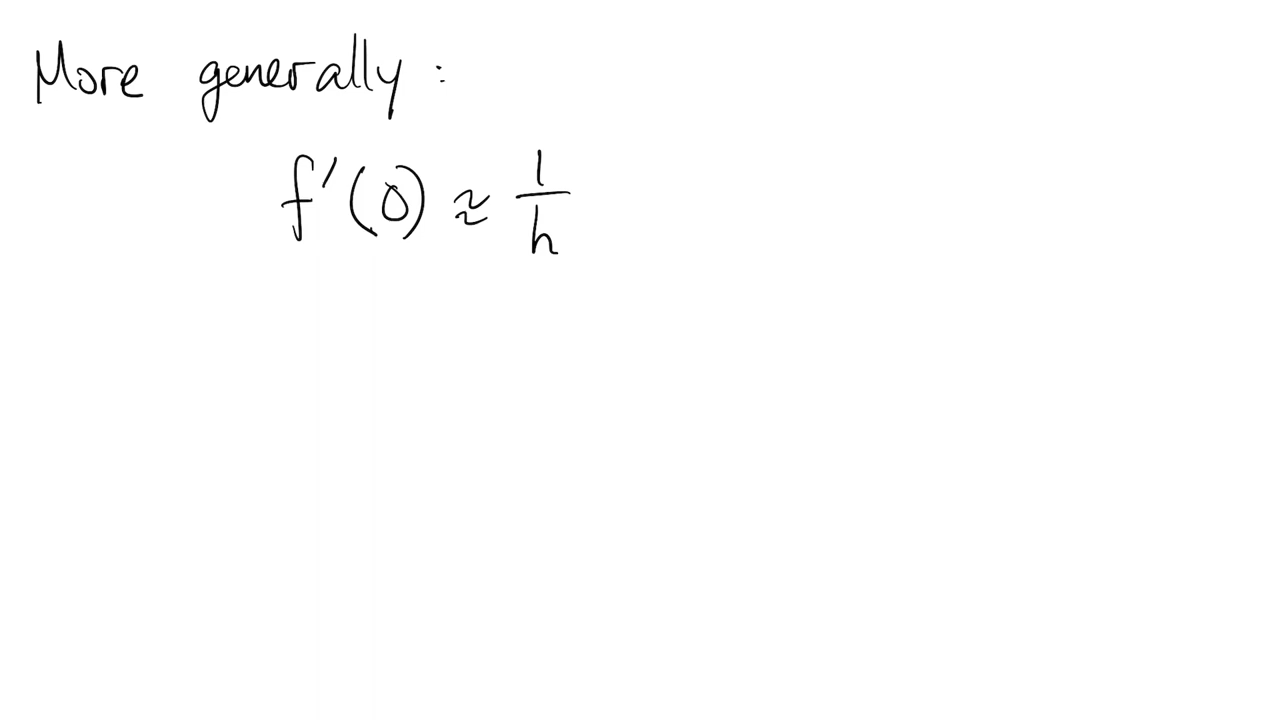 More generally:
f'(0) ≈ 1/h